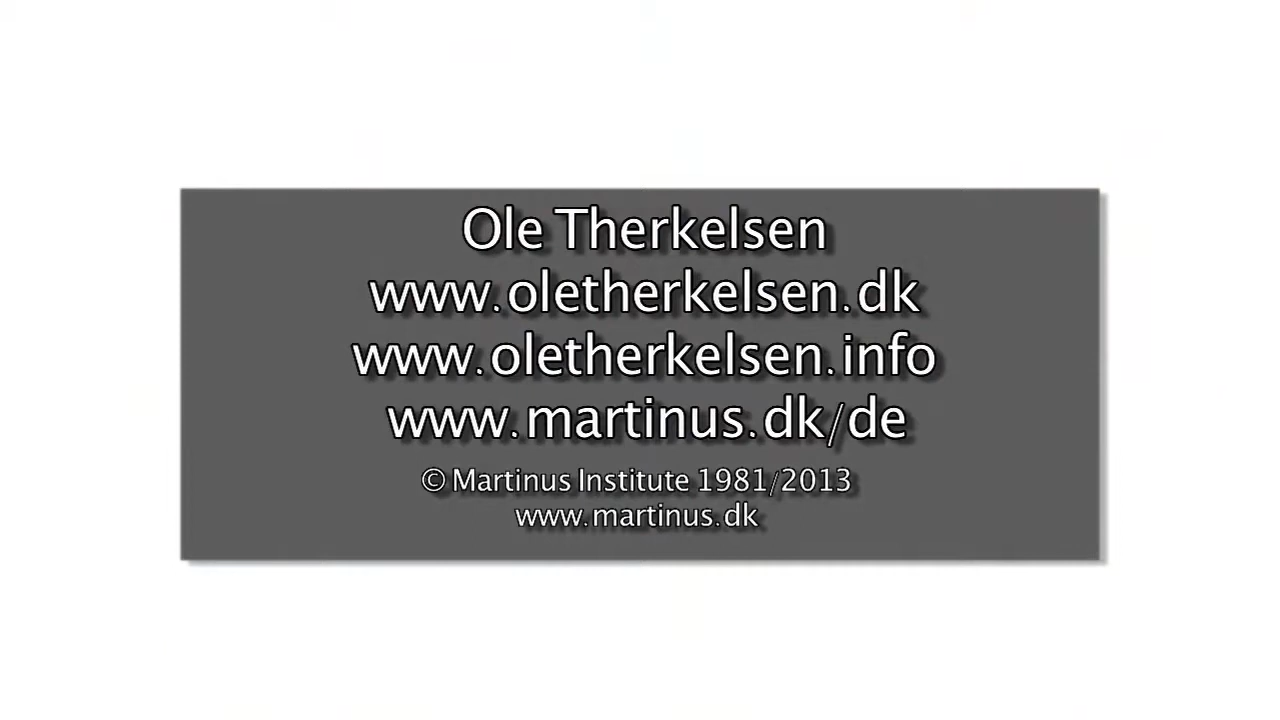 Ole Therkelsen
www.oletherkelsen.dk
www.oletherkelsen.info
www.martinus.dk/de
© Martinus Institute 1981/2013
www.martinus.dk